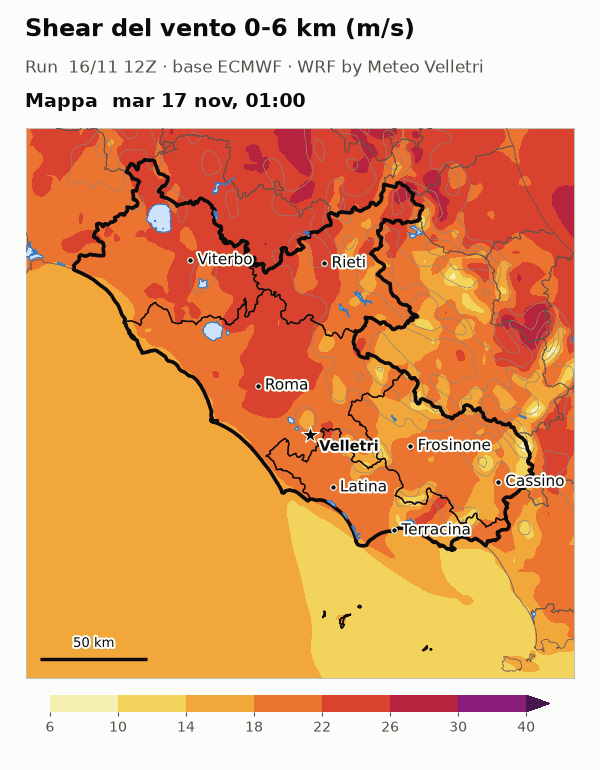 Shear del vento 0-6 km (m/s)
Run  16/11 12Z · base ECMWF · WRF by Meteo Velletri
Mappa  mar 17 nov, 01:00
Viterbo
Rieti
Roma
Velletri
Frosinone
Latina
Cassino
Terracina
50 km
6 10 14 18 22 26 30 40